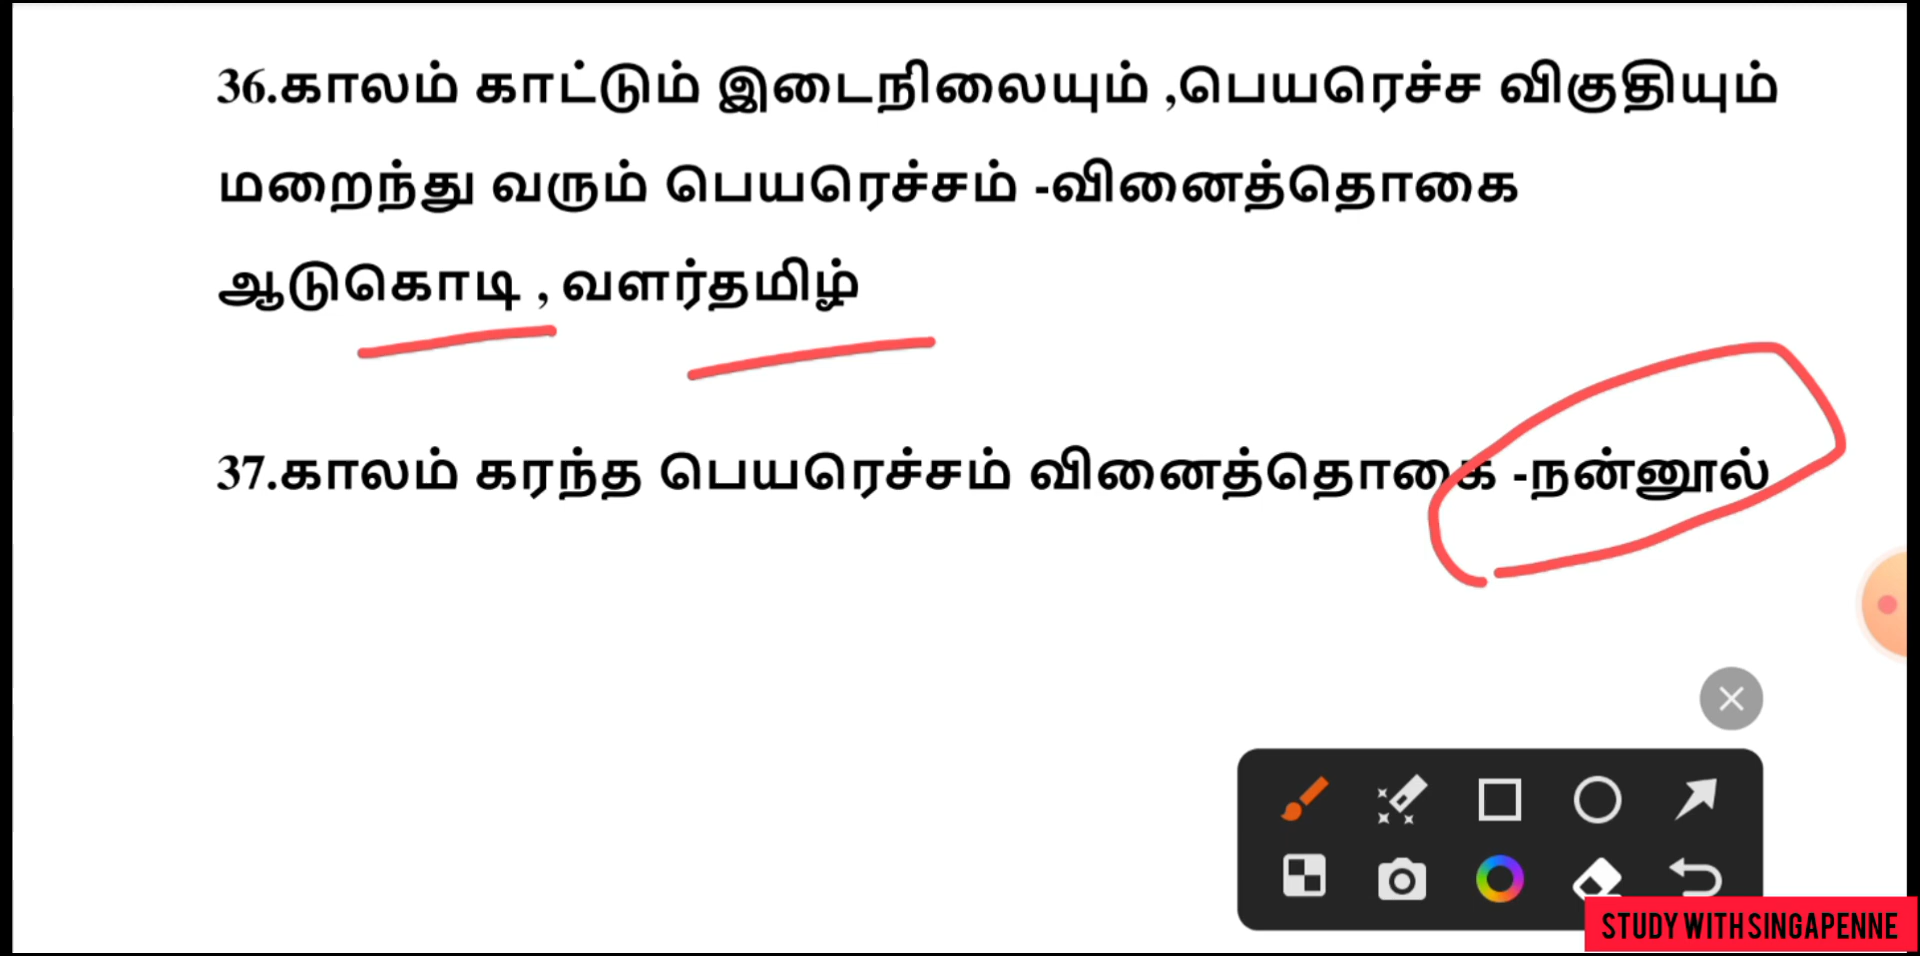 36.காலம் காட்டும் இடைநிலையும் ,பெயரெச்ச விகுதியும்
மறைந்து வரும் பெயரெச்சம் -வினைத்தொகை
ஆடுகொடி , வளர்தமிழ்
37.காலம் கரந்த பெயரெச்சம் வினைத்தொகை -நன்னூல்
STUDY WITH SINGAPENNE